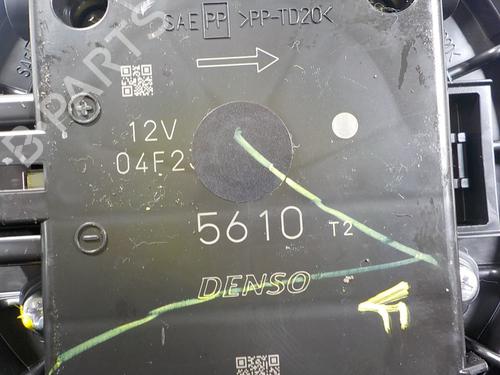 SAE PP >PP-TD20<
R
12V
04F2
5610 T2
DENSO